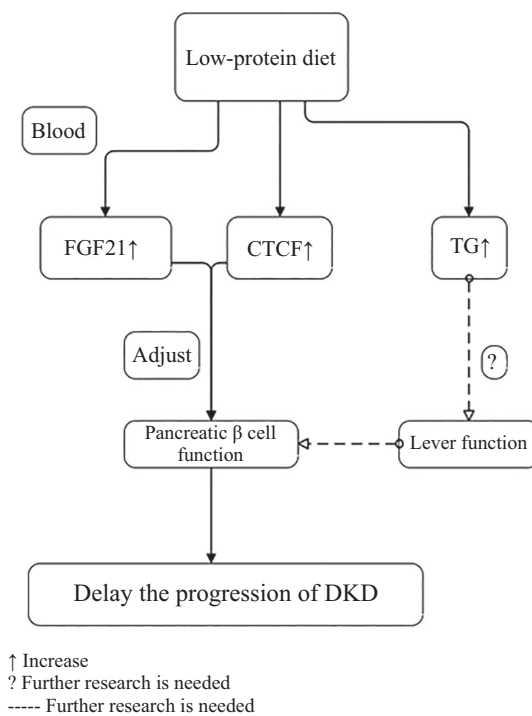 Low-protein diet
Blood
FGF21↑
CTCF↑
TG↑
Adjust
?
Pancreatic β cell
function
Lever function
Delay the progression of DKD
↑ Increase
? Further research is needed
----- Further research is needed